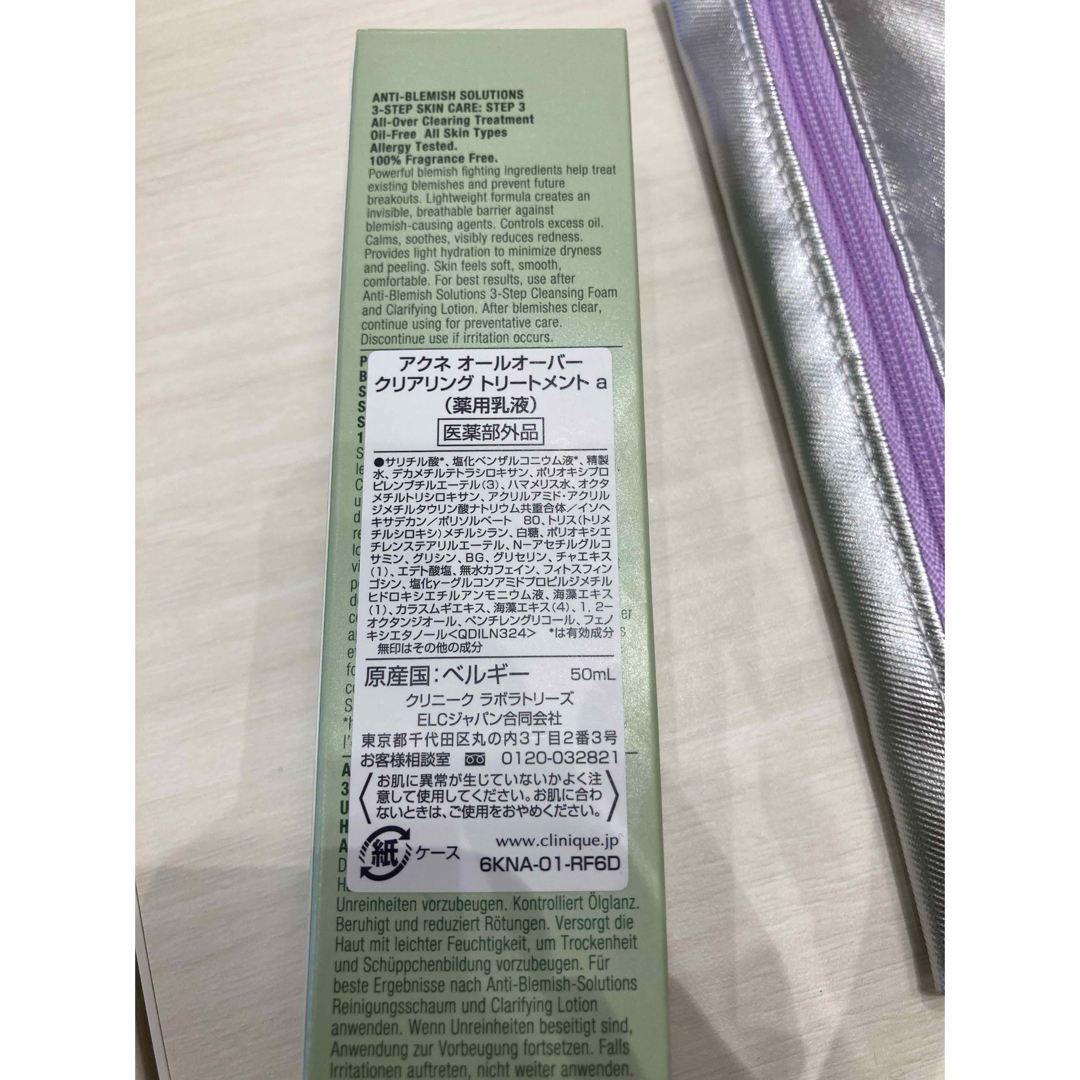 ANTI-BLEMISH SOLUTIONS
3-STEP SKIN CARE: STEP 3
All-Over Clearing Treatment
Oil-Free All Skin Types
Allergy Tested.
100% Fragrance Free.
Powerful blemish fighting ingredients help treat
existing blemishes and prevent future
breakouts. Lightweight formula creates an
invisible, breathable barrier against
blemish-causing agents. Controls excess oil.
Calms, soothes, visibly reduces redness.
Provides light hydration to minimize dryness
and peeling. Skin feels soft, smooth,
comfortable. For best results, use after
Anti-Blemish Solutions 3-Step Cleansing Foam
and Clarifying Lotion. After blemishes clear,
continue using for preventative care.
Discontinue use if irritation occurs.
アクネ オールオーバー
クリアリング トリートメント a
(薬用乳液)
医薬部外品
●サリチル酸*、塩化ベンザルコニウム液*、精製
水、デカメチルテトラシロキサン、ポリオキシプロ
ピレンブチルエーテル(3)、ハマメリス水、オクタ
メチルトリシロキサン、アクリルアミド・アクリル
ジメチルタウリン酸ナトリウム共重合体/イソヘ
キサデカン/ポリソルベート 80、トリス(トリメ
チルシロキシ)メチルシラン、白糖、ポリオキシエ
チレンステアリルエーテル、N-アセチルグルコ
サミン、グリシン、BG、グリセリン、チャエキス
(1)、エデト酸塩、無水カフェイン、フィトスフィン
ゴシン、塩化γ-グルコンアミドプロピルジメチル
ヒドロキシエチルアンモニウム液、海藻エキス
(1)、カラスムギエキス、海藻エキス(4)、1,2-
オクタンジオール、ペンチレングリコール、フェノ
キシエタノール<QDILN324> *は有効成分
無印はその他の成分
原産国:ベルギー 50mL
クリニーク ラボラトリーズ
ELCジャパン合同会社
東京都千代田区丸の内3丁目2番3号
お客様相談室 0120-032821
お肌に異常が生じていないかよく注
意して使用してください。お肌に合わ
ないときは、ご使用をおやめください。
紙 ケース
www.clinique.jp
6KNA-01-RF6D
Unreinheiten vorzubeugen. Kontrolliert Ölglanz.
Beruhigt und reduziert Rötungen. Versorgt die
Haut mit leichter Feuchtigkeit, um Trockenheit
und Schüppchenbildung vorzubeugen. Für
beste Ergebnisse nach Anti-Blemish-Solutions
Reinigungsschaum und Clarifying Lotion
anwenden. Wenn Unreinheiten beseitigt sind,
Anwendung zur Vorbeugung fortsetzen. Falls
Irritationen auftreten, nicht weiter anwenden.